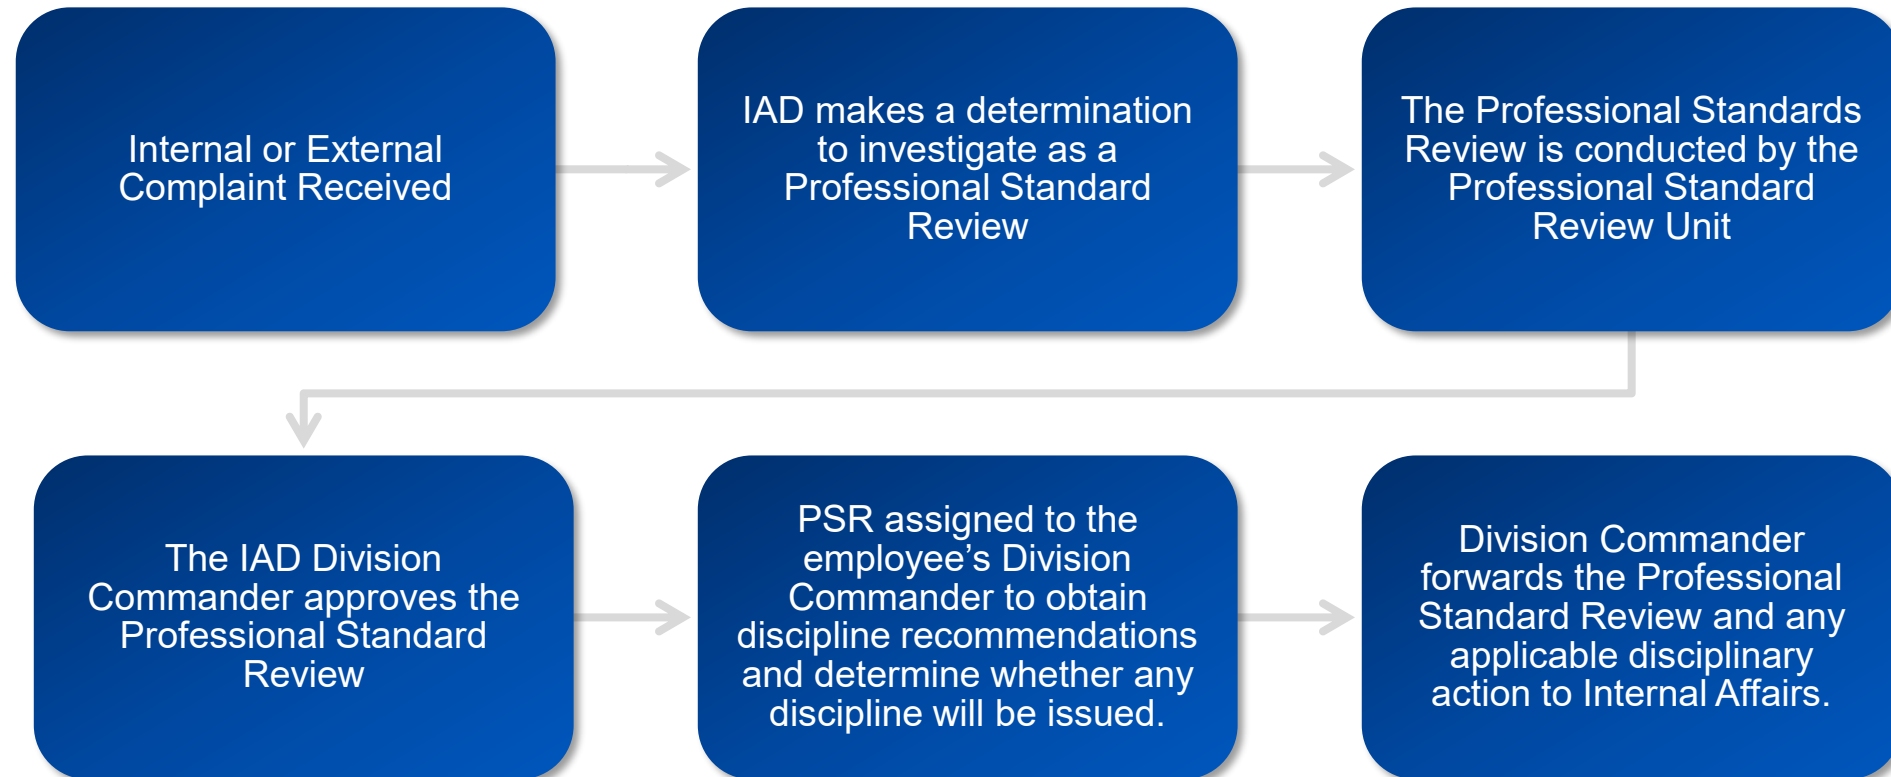 Internal or External
Complaint Received
IAD makes a determination
to investigate as a
Professional Standard
Review
The Professional Standards
Review is conducted by the
Professional Standard
Review Unit
The IAD Division
Commander approves the
Professional Standard
Review
PSR assigned to the
employee’s Division
Commander to obtain
discipline recommendations
and determine whether any
discipline will be issued.
Division Commander
forwards the Professional
Standard Review and any
applicable disciplinary
action to Internal Affairs.